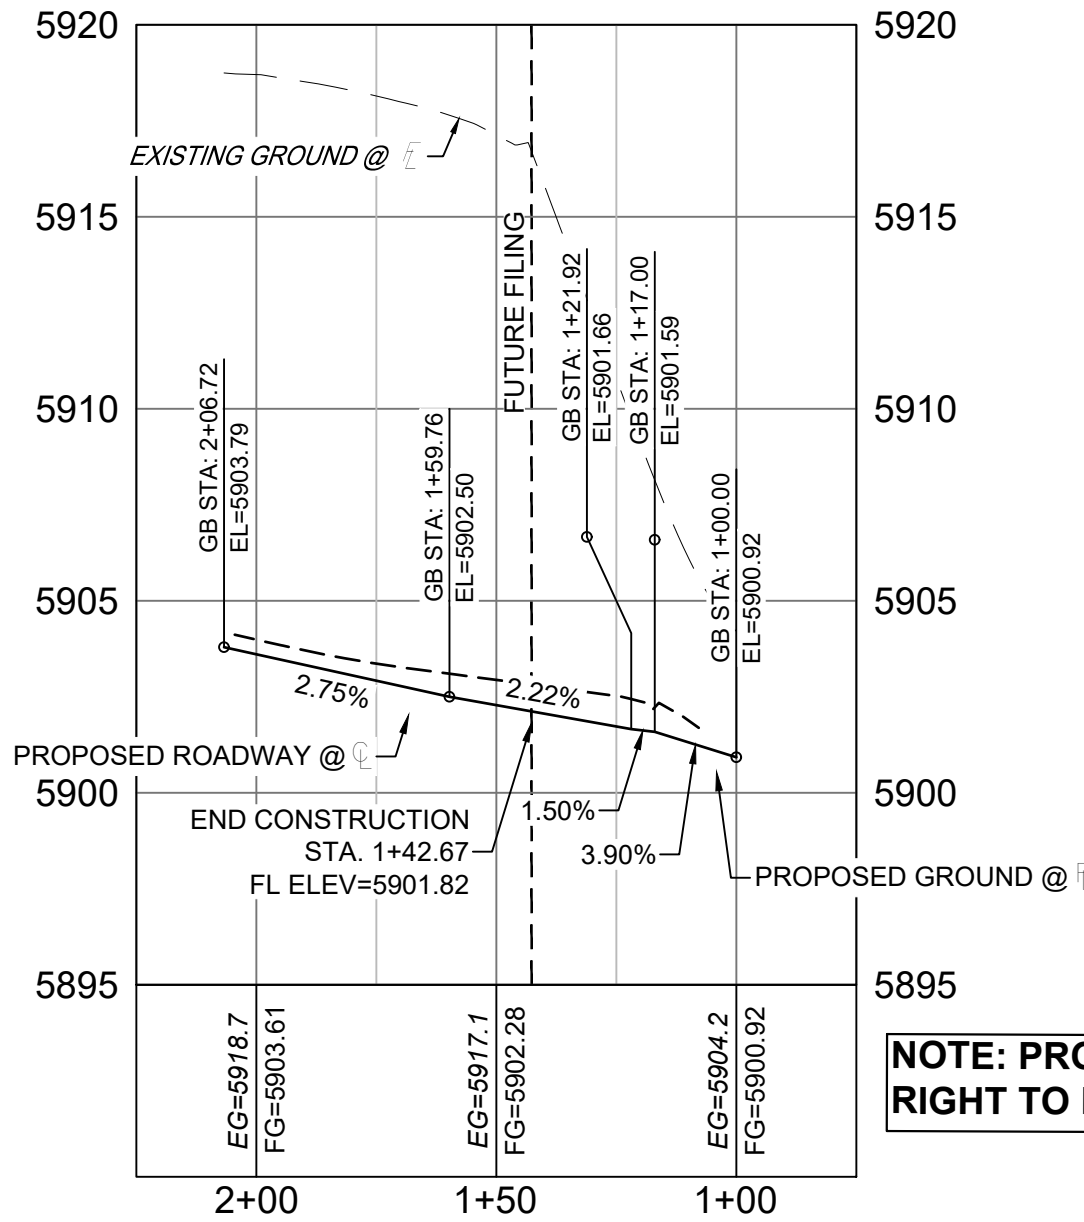 5920
5920
EXISTING GROUND @ FL
5915
5915
FUTURE FILING
GB STA: 1+21.92
EL=5901.66
GB STA: 1+17.00
EL=5901.59
5910
5910
GB STA: 2+06.72
EL=5903.79
GB STA: 1+59.76
EL=5902.50
GB STA: 1+00.00
EL=5900.92
5905
5905
2.75%
2.22%
PROPOSED ROADWAY @ CL
5900
5900
1.50%
END CONSTRUCTION
STA. 1+42.67
FL ELEV=5901.82
3.90%
PROPOSED GROUND @ FL
5895
5895
EG=5918.7
FG=5903.61
EG=5917.1
FG=5902.28
EG=5904.2
FG=5900.92
NOTE: PRO
RIGHT TO
2+00
1+50
1+00